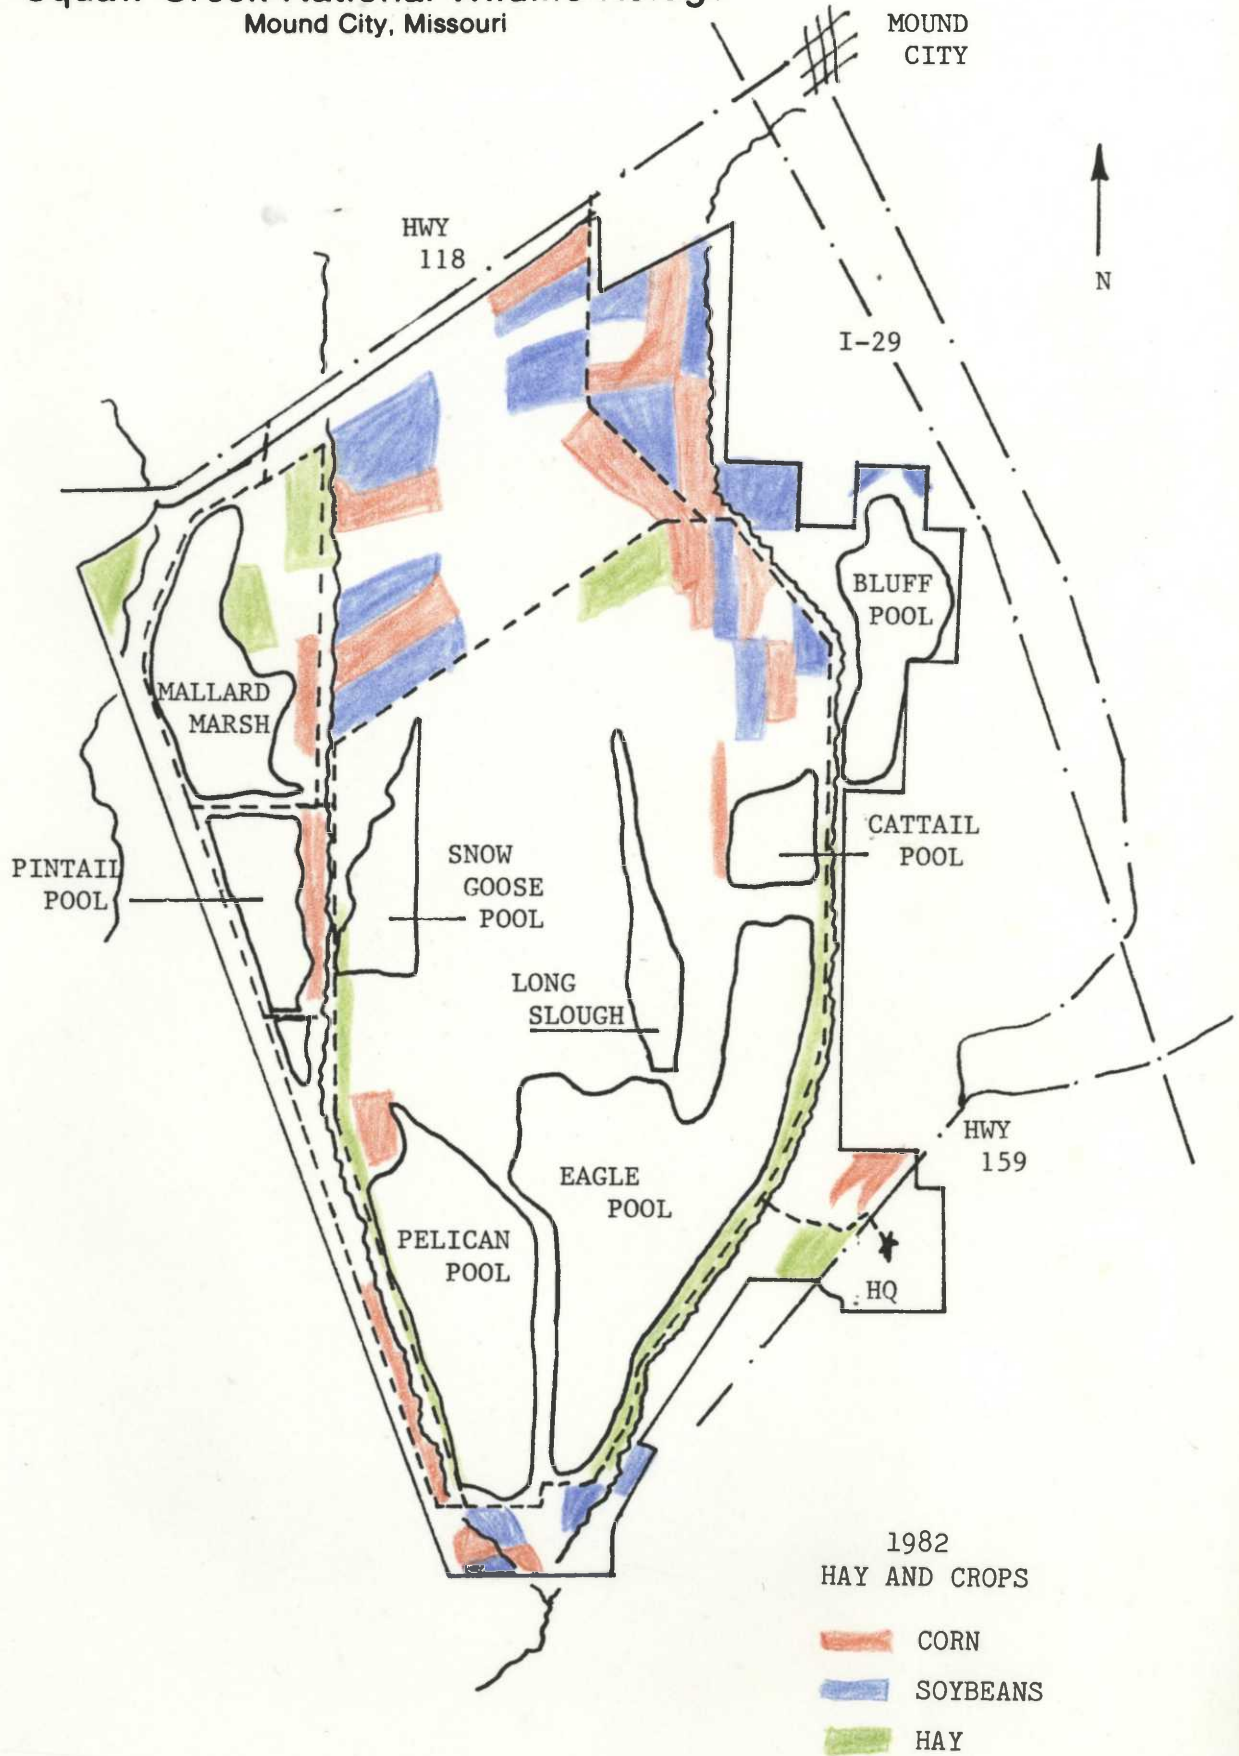 Mound City, Missouri
MOUND
CITY
HWY
118
N
I-29
BLUFF
POOL
MALLARD
MARSH
CATTAIL
POOL
PINTAIL
POOL
SNOW
GOOSE
POOL
LONG
SLOUGH
HWY
159
EAGLE
POOL
PELICAN
POOL
HQ
1982
HAY AND CROPS
CORN
SOYBEANS
HAY